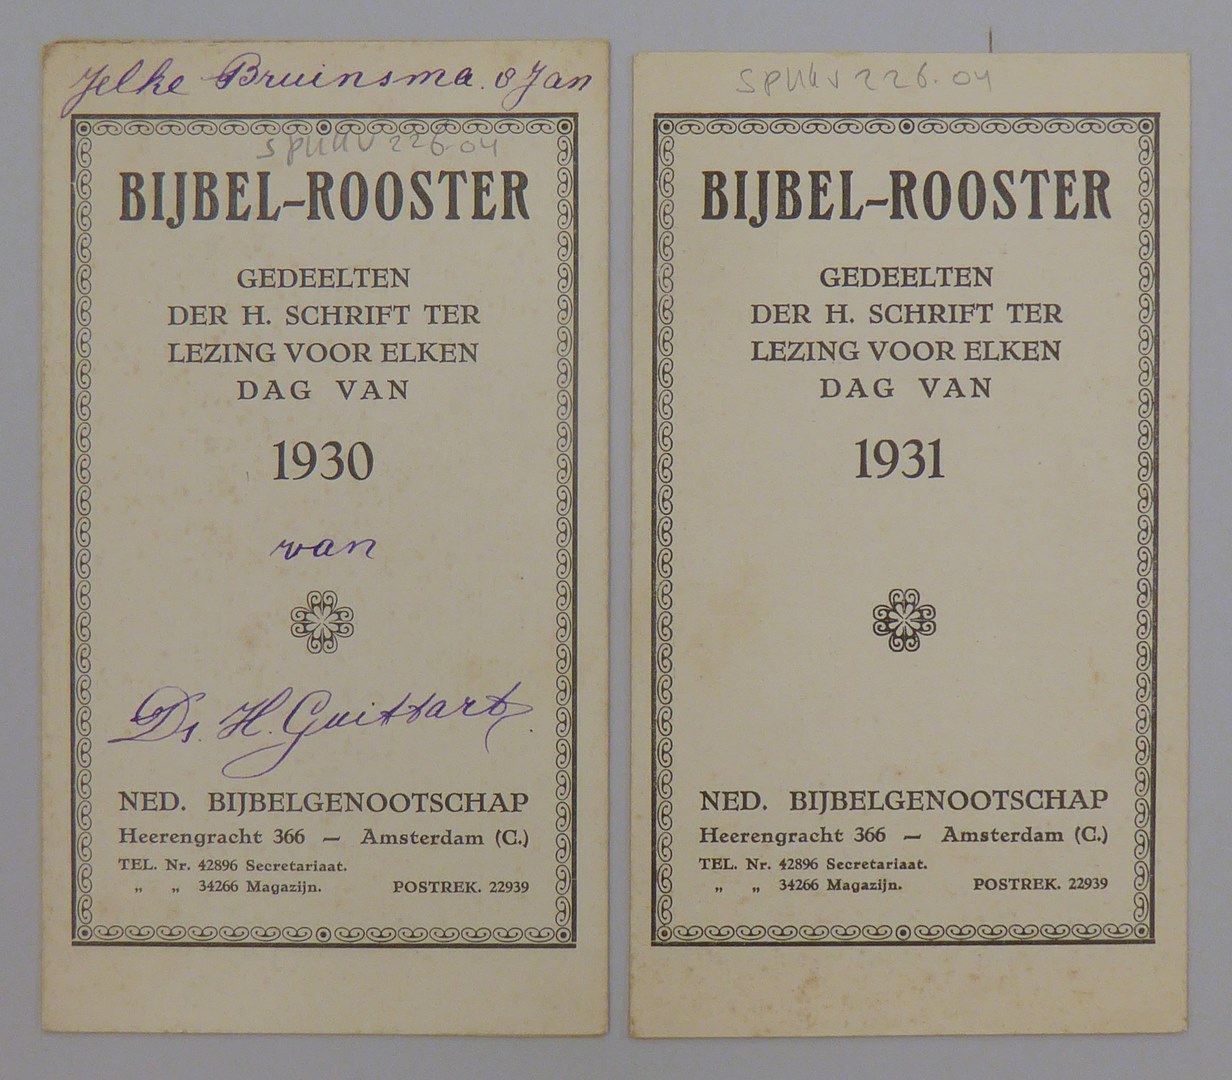 Jelke Bruinsma. 8 Jan
BIJBEL-ROOSTER
GEDEELTEN
DER H. SCHRIFT TER
LEZING VOOR ELKEN
DAG VAN
1930
van
Ds. H. Guittart.
NED. BIJBELGENOOTSCHAP
Heerengracht 366 — Amsterdam (C.)
TEL. Nr. 42896 Secretariaat.
„ „ 34266 Magazijn. POSTREK. 22939
226.04
BIJBEL-ROOSTER
GEDEELTEN
DER H. SCHRIFT TER
LEZING VOOR ELKEN
DAG VAN
1931
NED. BIJBELGENOOTSCHAP
Heerengracht 366 — Amsterdam (C.)
TEL. Nr. 42896 Secretariaat.
„ „ 34266 Magazijn. POSTREK. 22939